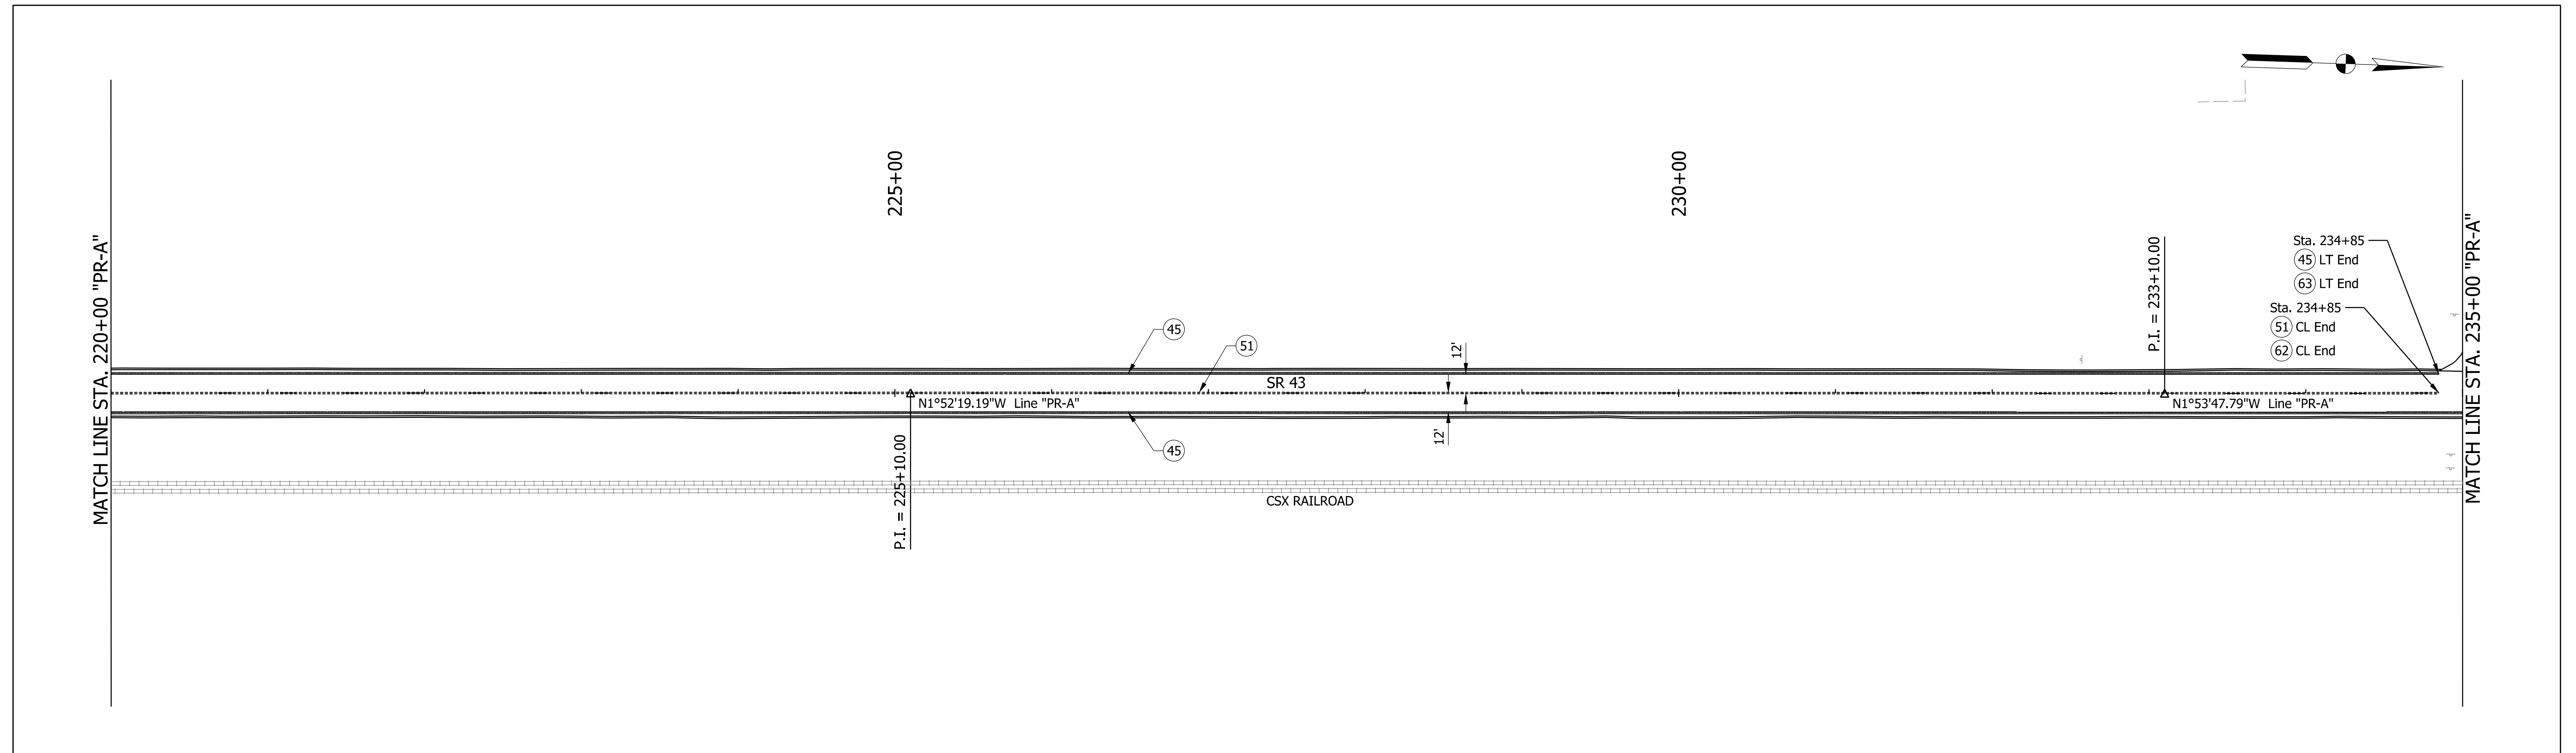 MATCH LINE STA. 220+00 "PR-A"
225+00
230+00
P.I. = 233+10.00
Sta. 234+85
45 LT End
63 LT End
Sta. 234+85
51 CL End
62 CL End
MATCH LINE STA. 235+00 "PR-A"
45
51
12'
SR 43
N1°52'19.19"W Line "PR-A"
N1°53'47.79"W Line "PR-A"
P.I. = 225+10.00
45
12'
CSX RAILROAD